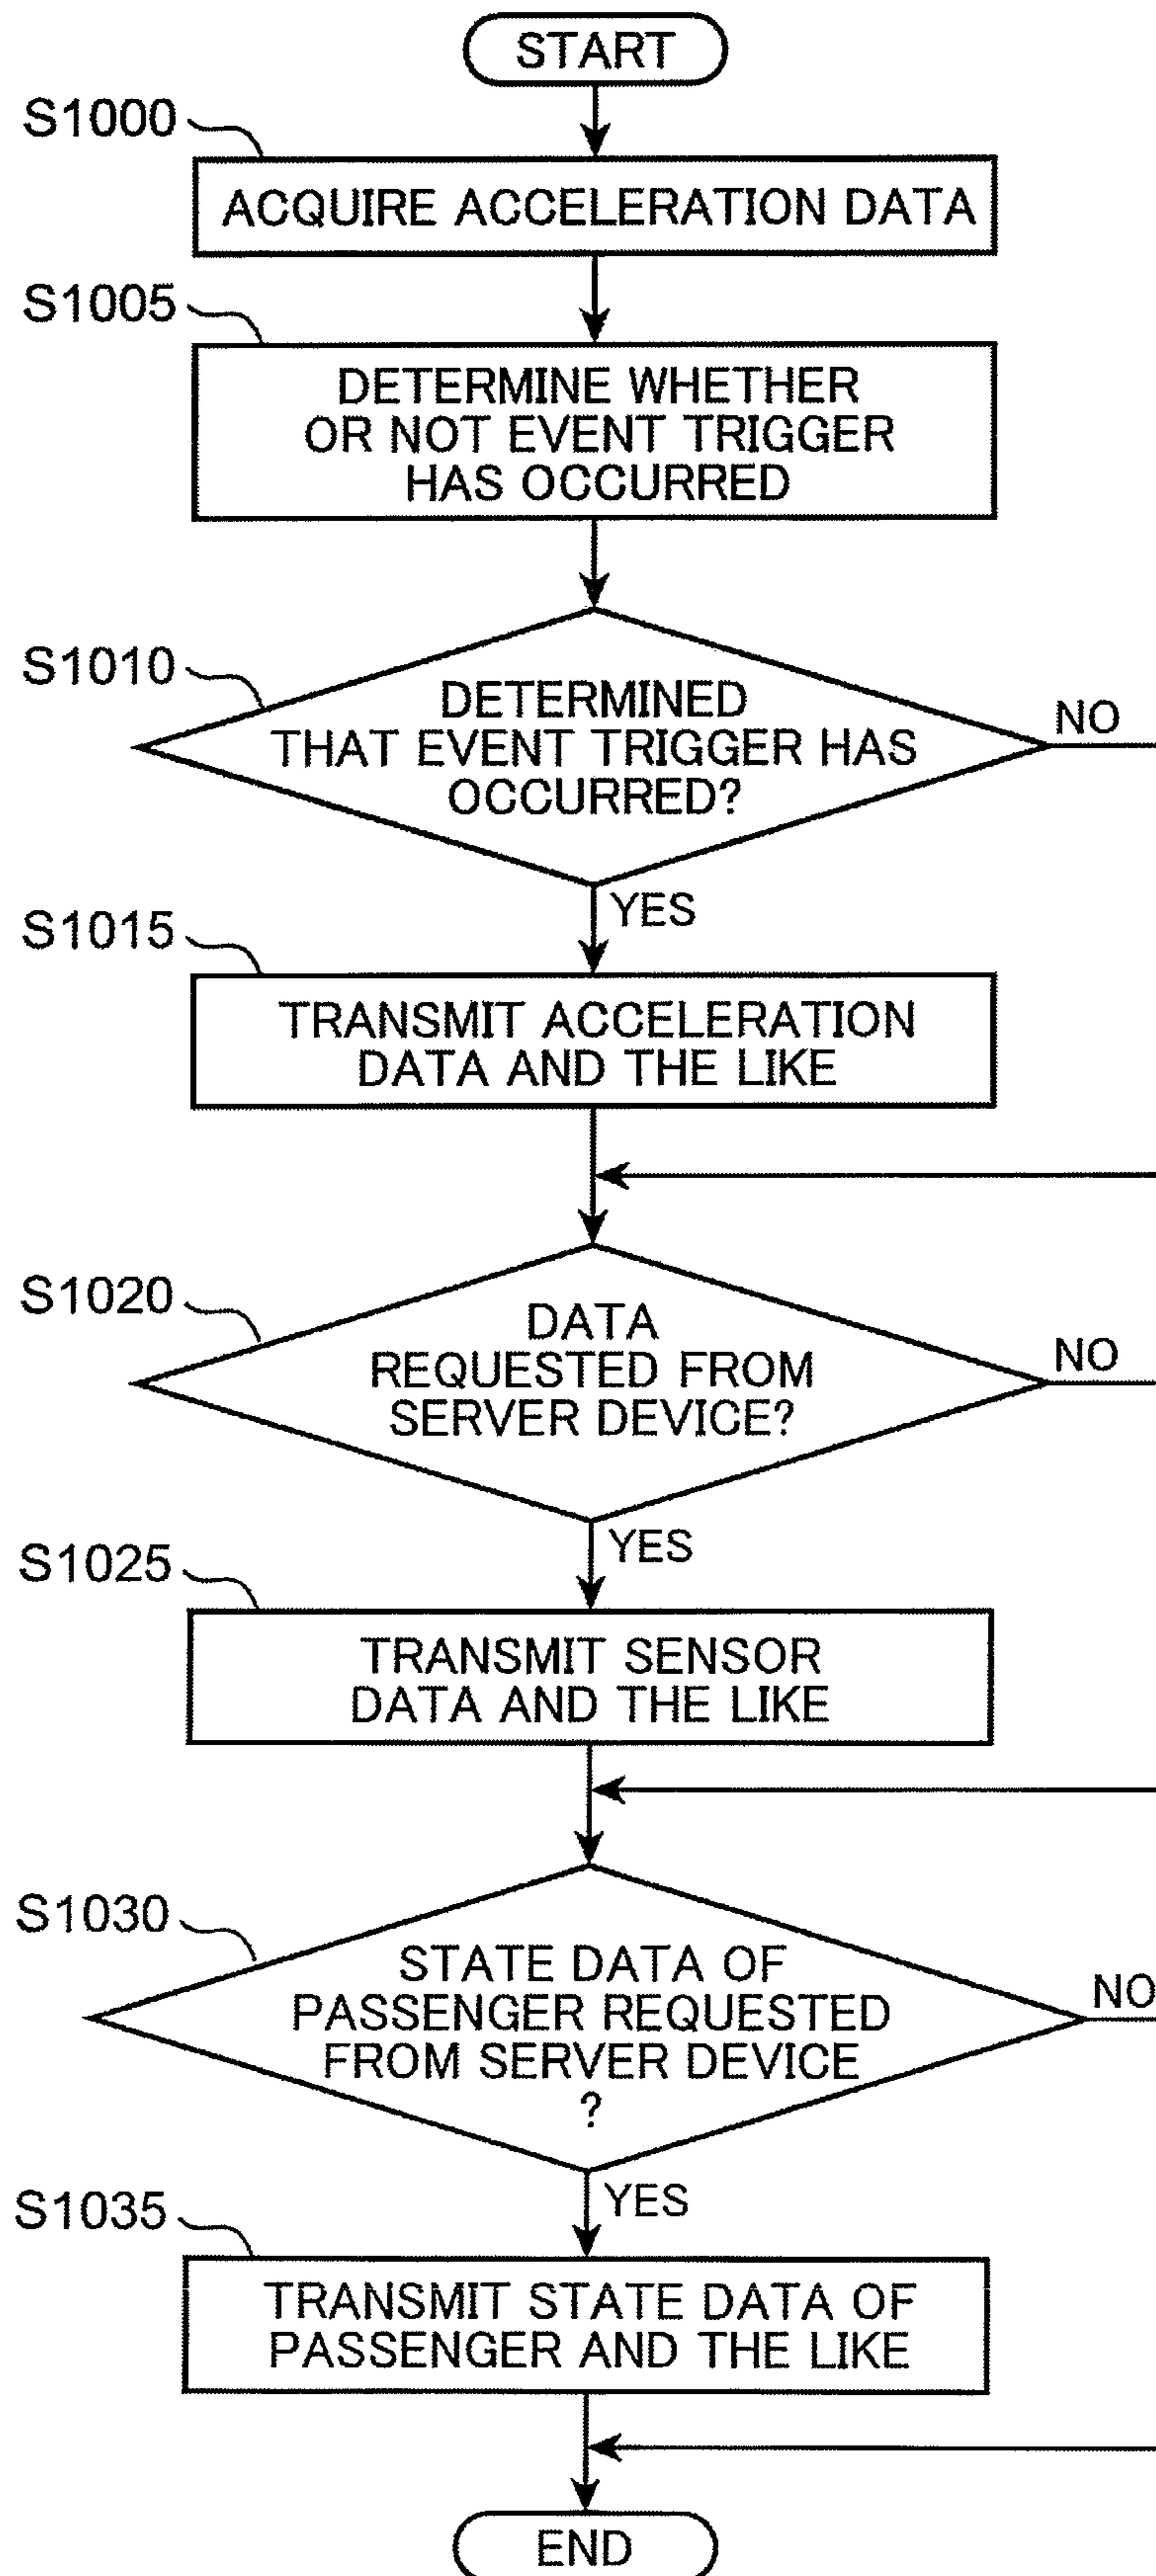 START
S1000
ACQUIRE ACCELERATION DATA
S1005
DETERMINE WHETHER
OR NOT EVENT TRIGGER
HAS OCCURRED
S1010
DETERMINED
THAT EVENT TRIGGER HAS
OCCURRED?
NO
YES
S1015
TRANSMIT ACCELERATION
DATA AND THE LIKE
S1020
DATA
REQUESTED FROM
SERVER DEVICE?
NO
YES
S1025
TRANSMIT SENSOR
DATA AND THE LIKE
S1030
STATE DATA OF
PASSENGER REQUESTED
FROM SERVER DEVICE
?
NO
YES
S1035
TRANSMIT STATE DATA OF
PASSENGER AND THE LIKE
END